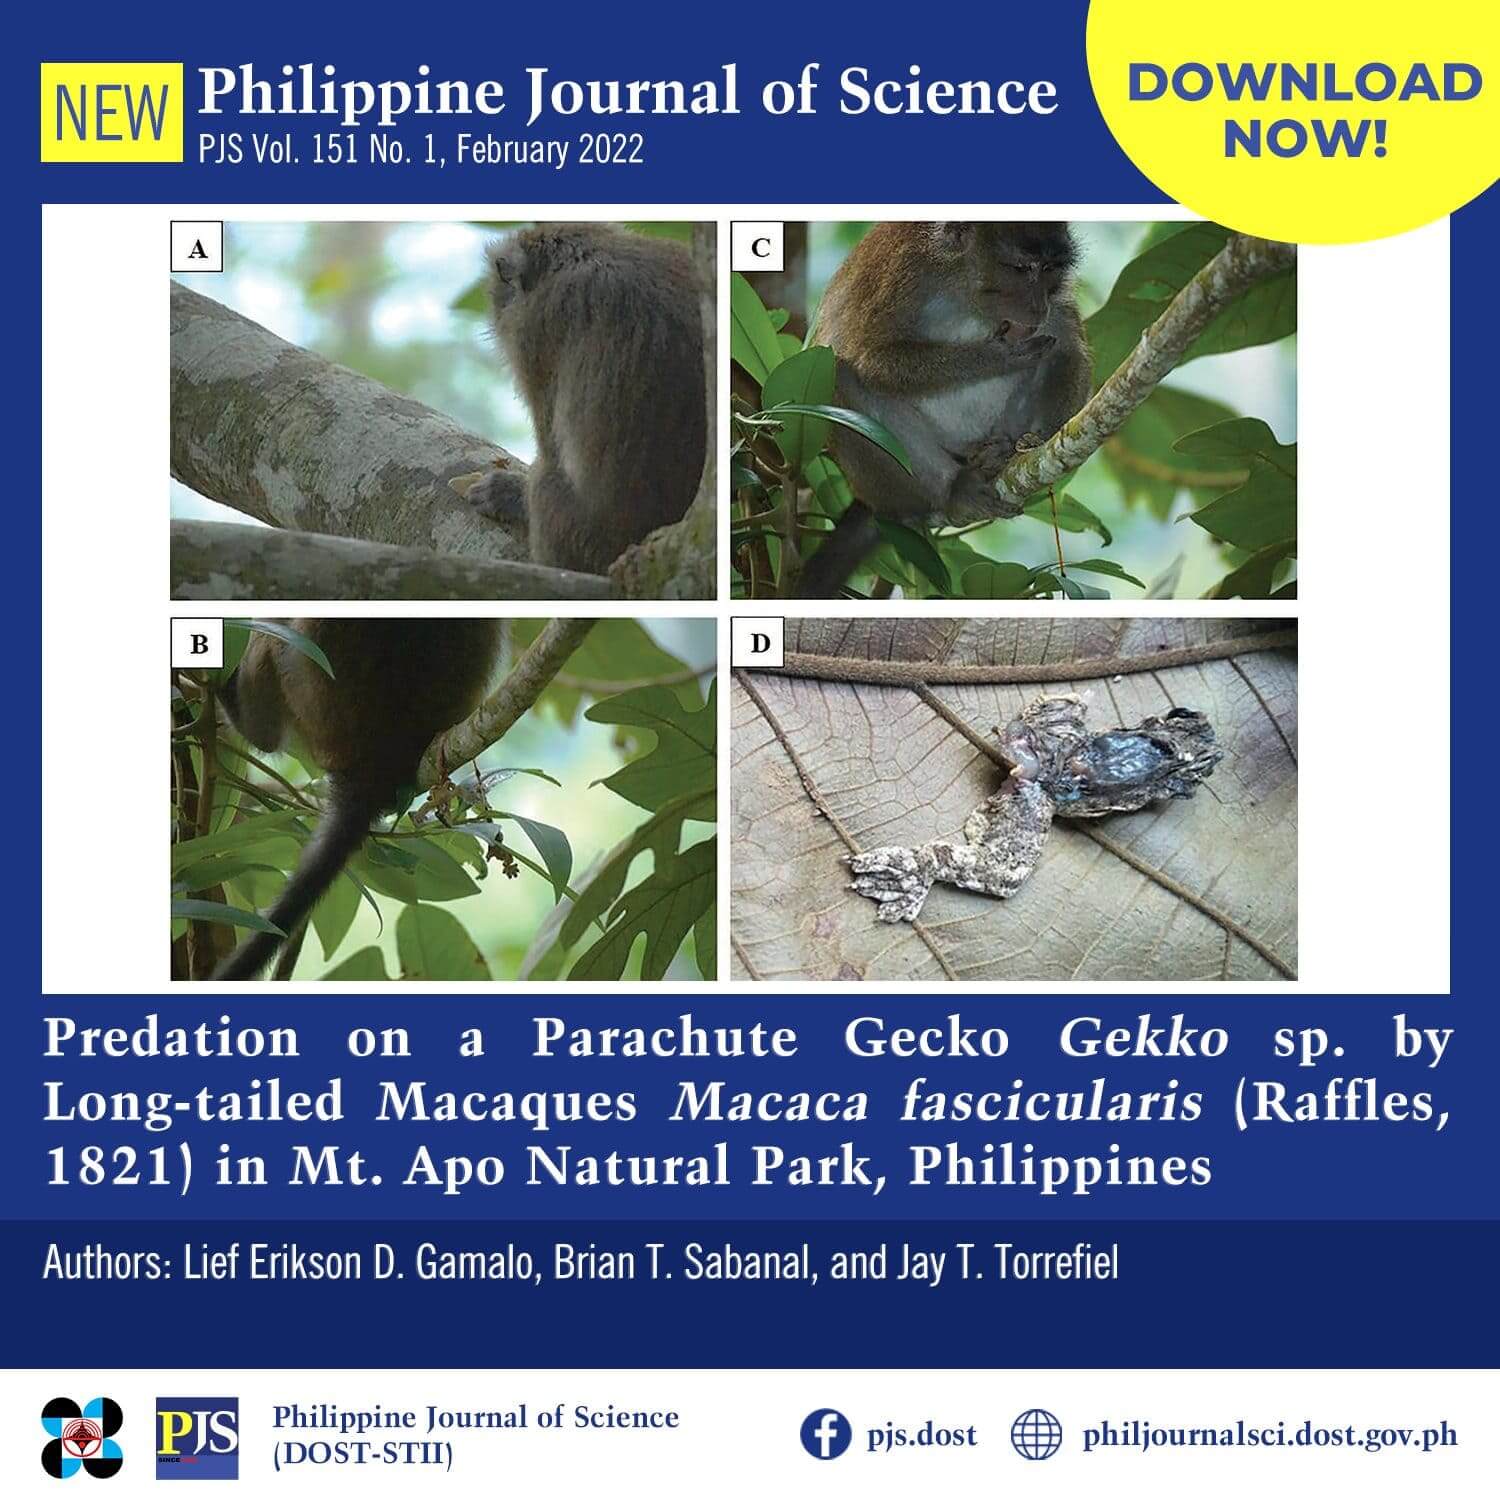 NEW
Philippine Journal of Science
PJS Vol. 151 No. 1, February 2022
DOWNLOAD
NOW!
A
C
B
D
Predation on a Parachute Gecko Gekko sp. by
Long-tailed Macaques Macaca fascicularis (Raffles,
1821) in Mt. Apo Natural Park, Philippines
Authors: Lief Erikson D. Gamalo, Brian T. Sabanal, and Jay T. Torrefiel
PJS
SINCE
Philippine Journal of Science
(DOST-STII)
pjs.dost
philjournalsci.dost.gov.ph